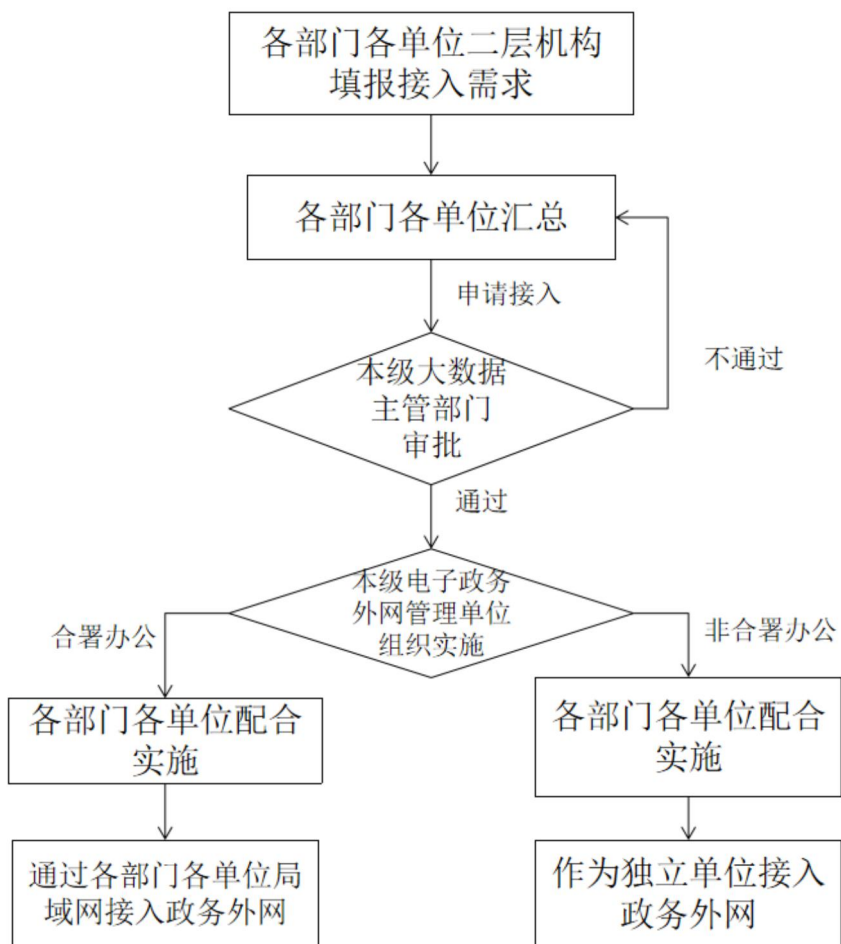 各部门各单位二层机构
填报接入需求
各部门各单位汇总
申请接入
不通过
本级大数据
主管部门
审批
通过
本级电子政务
外网管理单位
组织实施
合署办公
非合署办公
各部门各单位配合
实施
各部门各单位配合
实施
通过各部门各单位局
域网接入政务外网
作为独立单位接入
政务外网